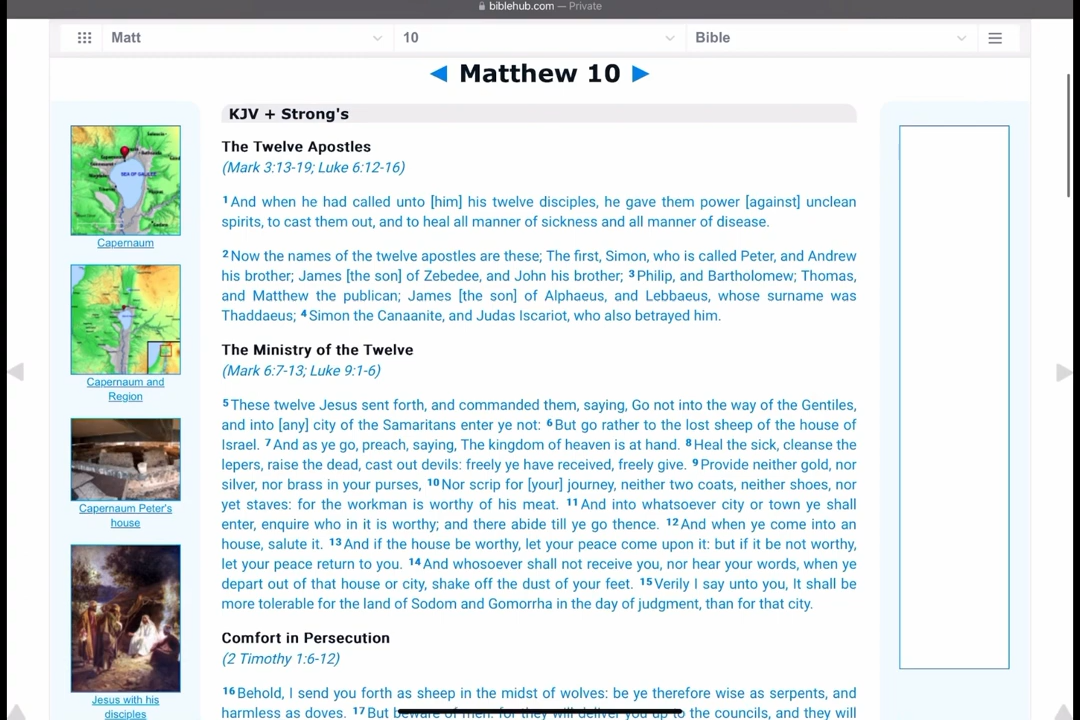 biblehub.com — Private
Matt 10 Bible
Matthew 10
KJV + Strong's
The Twelve Apostles
(Mark 3:13-19; Luke 6:12-16)
1 And when he had called unto [him] his twelve disciples, he gave them power [against] unclean
spirits, to cast them out, and to heal all manner of sickness and all manner of disease.
2 Now the names of the twelve apostles are these; The first, Simon, who is called Peter, and Andrew
his brother; James [the son] of Zebedee, and John his brother; 3 Philip, and Bartholomew; Thomas,
and Matthew the publican; James [the son] of Alphaeus, and Lebbaeus, whose surname was
Thaddaeus; 4 Simon the Canaanite, and Judas Iscariot, who also betrayed him.
The Ministry of the Twelve
(Mark 6:7-13; Luke 9:1-6)
5 These twelve Jesus sent forth, and commanded them, saying, Go not into the way of the Gentiles,
and into [any] city of the Samaritans enter ye not: 6 But go rather to the lost sheep of the house of
Israel. 7 And as ye go, preach, saying, The kingdom of heaven is at hand. 8 Heal the sick, cleanse the
lepers, raise the dead, cast out devils: freely ye have received, freely give. 9 Provide neither gold, nor
silver, nor brass in your purses, 10 Nor scrip for [your] journey, neither two coats, neither shoes, nor
yet staves: for the workman is worthy of his meat. 11 And into whatsoever city or town ye shall
enter, enquire who in it is worthy; and there abide till ye go thence. 12 And when ye come into an
house, salute it. 13 And if the house be worthy, let your peace come upon it: but if it be not worthy,
let your peace return to you. 14 And whosoever shall not receive you, nor hear your words, when ye
depart out of that house or city, shake off the dust of your feet. 15 Verily I say unto you, It shall be
more tolerable for the land of Sodom and Gomorrha in the day of judgment, than for that city.
Comfort in Persecution
(2 Timothy 1:6-12)
16 Behold, I send you forth as sheep in the midst of wolves: be ye therefore wise as serpents, and
harmless as doves. 17 But beware of men: for they will deliver you up to the councils, and they will
SEA OF GALILEE
Capernaum
Capernaum and
Region
Capernaum Peter's
house
Jesus with his
disciples